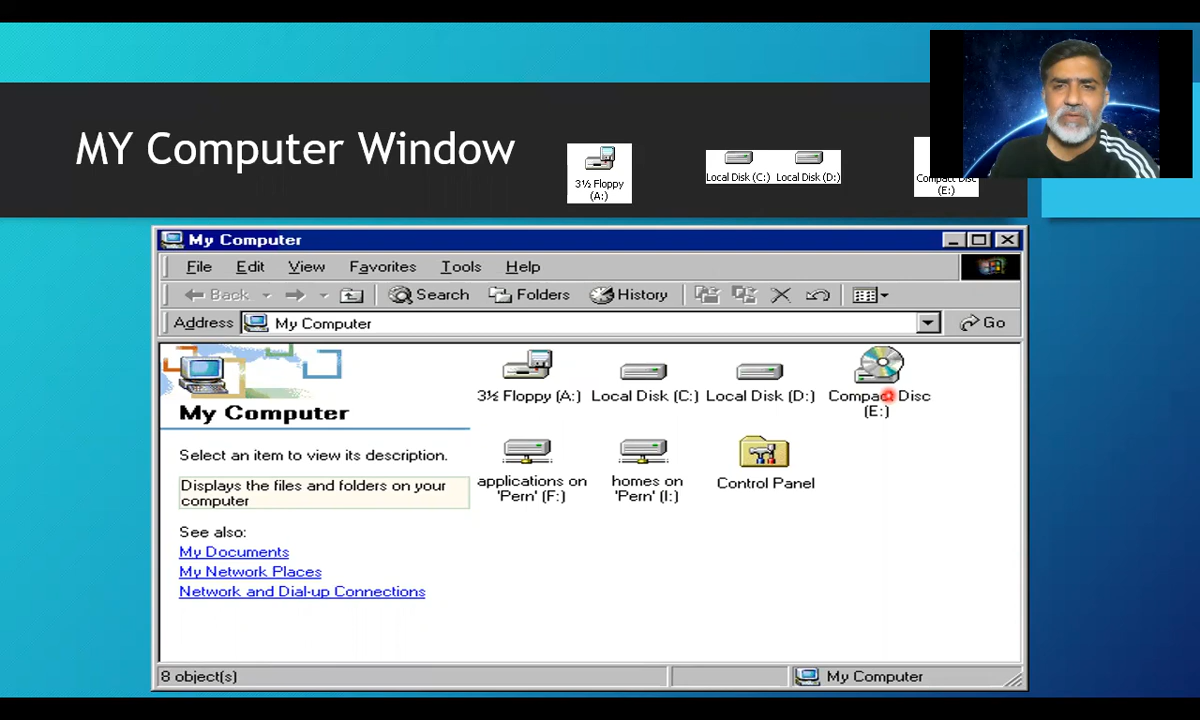 MY Computer Window
3½ Floppy
(A:)
Local Disk (C:) Local Disk (D:)
Compact Disc
(E:)
My Computer
File Edit View Favorites Tools Help
Back Search Folders History
Address My Computer Go
3½ Floppy (A:) Local Disk (C:) Local Disk (D:) Compact Disc
(E:)
My Computer
Select an item to view its description.
Displays the files and folders on your
computer
applications on
'Pern' (F:)
homes on
'Pern' (I:)
Control Panel
See also:
My Documents
My Network Places
Network and Dial-up Connections
8 object(s) My Computer